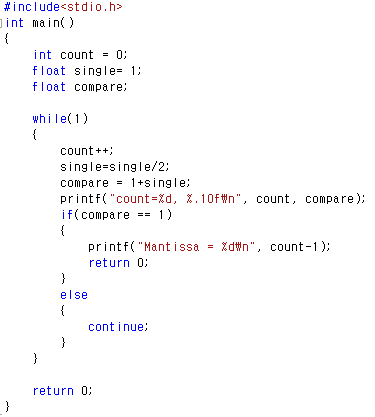 #include<stdio.h>
int main()
{
    int count = 0;
    float single= 1;
    float compare;

    while(1)
    {
        count++;
        single=single/2;
        compare = 1+single;
        printf("count=%d, %.10f₩n", count, compare);
        if(compare == 1)
        {
            printf("Mantissa = %d₩n", count-1);
            return 0;
        }
        else
        {
            continue;
        }
    }

    return 0;
}